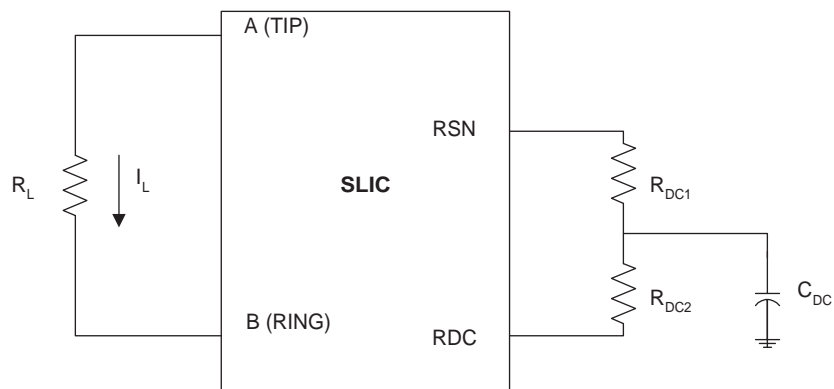 A (TIP)
RSN
R_L
I_L
SLIC
R_DC1
R_DC2
C_DC
B (RING)
RDC